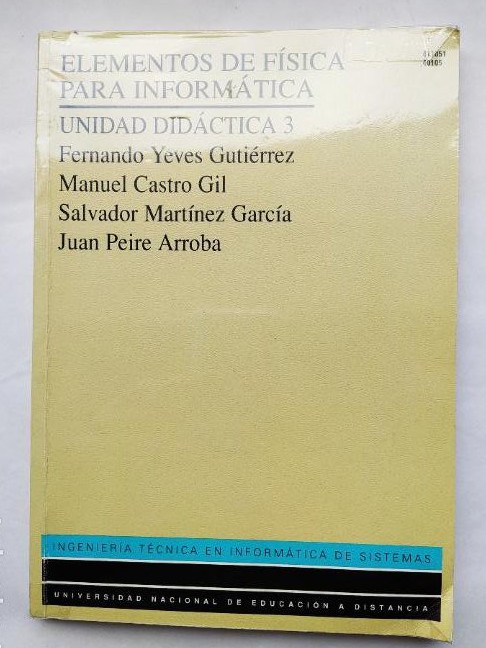 ELEMENTOS DE FÍSICA
PARA INFORMÁTICA
UNIDAD DIDÁCTICA 3
Fernando Yeves Gutiérrez
Manuel Castro Gil
Salvador Martínez García
Juan Peire Arroba
INGENIERÍA TÉCNICA EN INFORMÁTICA DE SISTEMAS
UNIVERSIDAD NACIONAL DE EDUCACIÓN A DISTANCIA